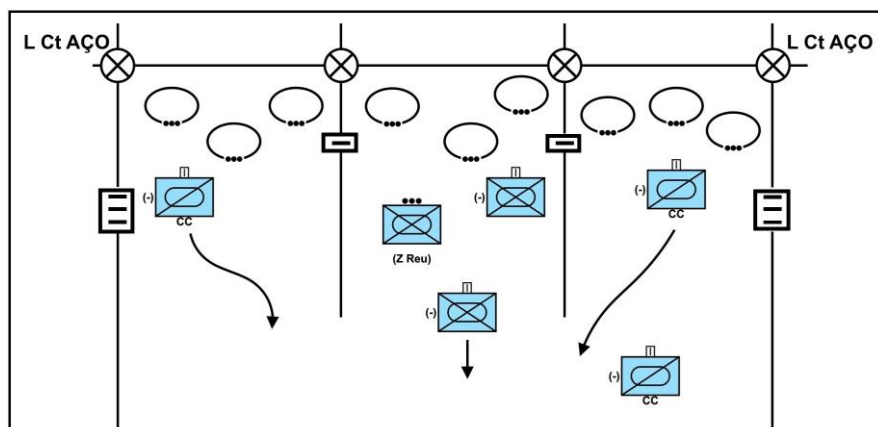 L Ct AÇO
L Ct AÇO
(-)
CC
(-)
(Z Reu)
(-)
CC
(-)
(-)
CC